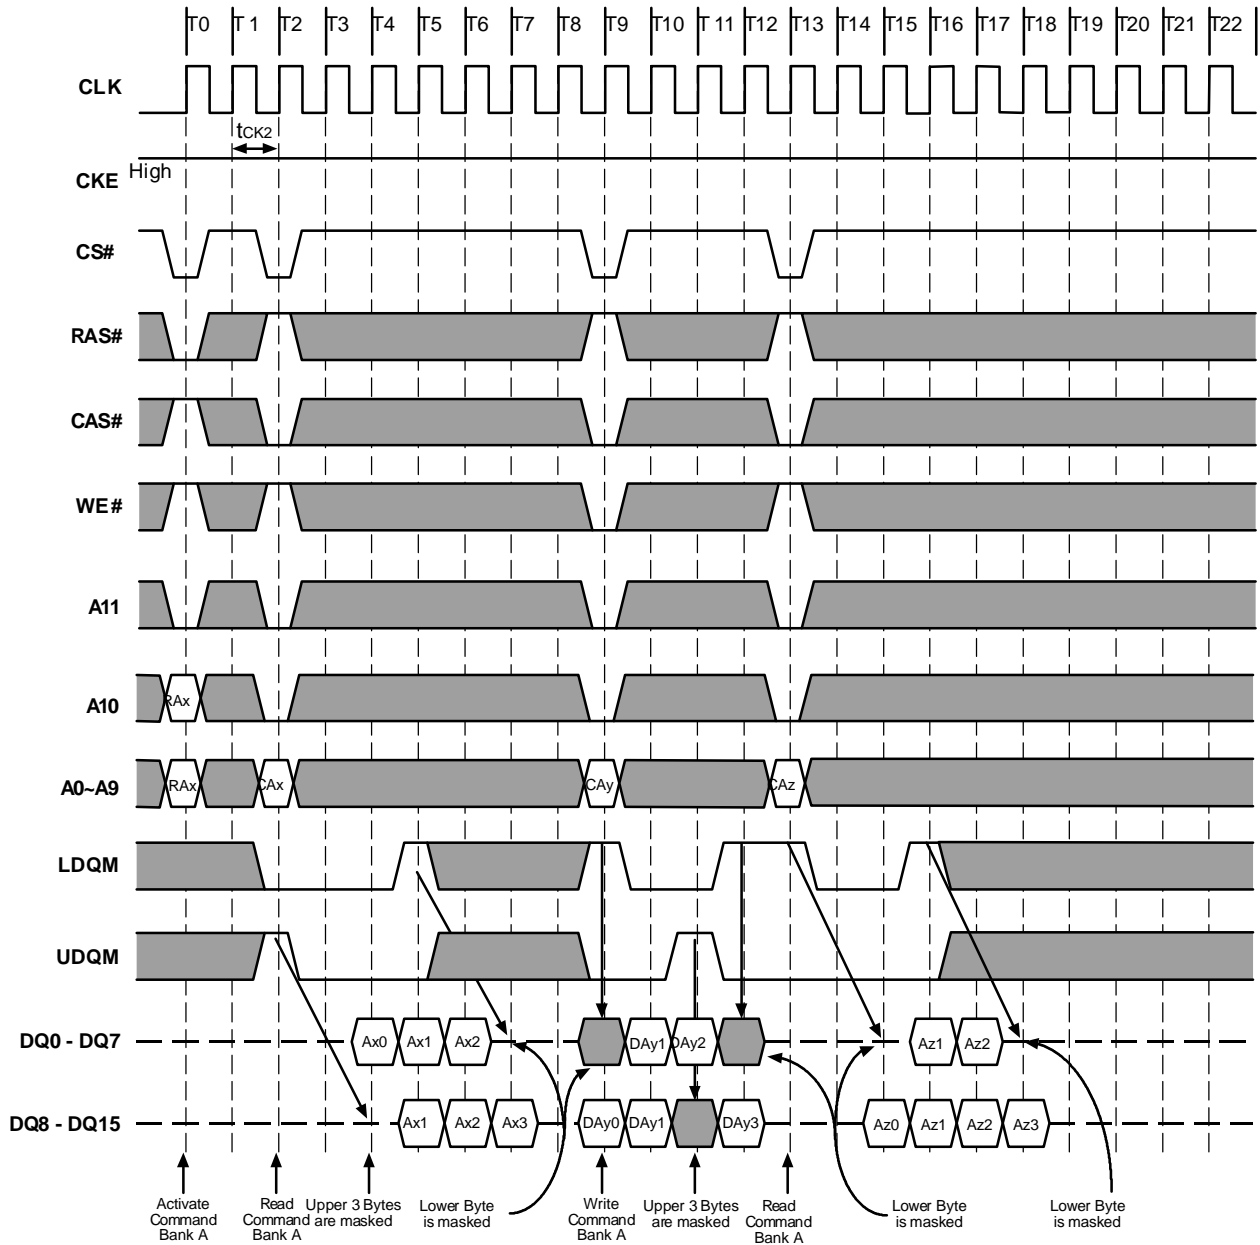 T0 T 1 T2 T3 T4 T5 T6 T7 T8 T9 T10 T 11 T12 T13 T14 T15 T16 T17 T18 T19 T20 T21 T22
CLK
tCK2
CKE High
CS#
RAS#
CAS#
WE#
A11
A10 RAx
A0~A9 RAx CAx CAy CAz
LDQM
UDQM
DQ0 - DQ7 Ax0 Ax1 Ax2 DAy1 DAy2 Az1 Az2
DQ8 - DQ15 Ax1 Ax2 Ax3 DAy0 DAy1 DAy3 Az0 Az1 Az2 Az3
Activate
Command
Bank A
Read
Command
Bank A
Upper 3 Bytes
are masked
Lower Byte
is masked
Write
Command
Bank A
Upper 3 Bytes
are masked
Read
Command
Bank A
Lower Byte
is masked
Lower Byte
is masked